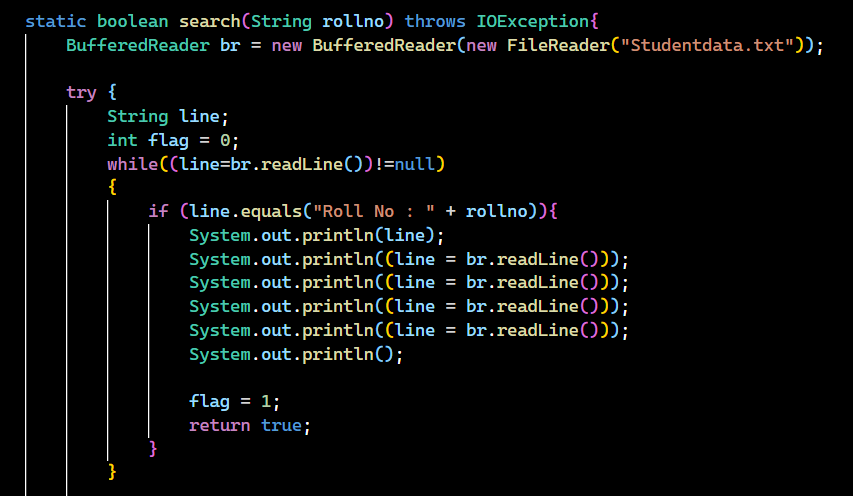 static boolean search(String rollno) throws IOException{
    BufferedReader br = new BufferedReader(new FileReader("Studentdata.txt"));
    try {
        String line;
        int flag = 0;
        while((line=br.readLine())!=null)
        {
            if (line.equals("Roll No : " + rollno)){
                System.out.println(line);
                System.out.println((line = br.readLine()));
                System.out.println((line = br.readLine()));
                System.out.println((line = br.readLine()));
                System.out.println((line = br.readLine()));
                System.out.println();
                flag = 1;
                return true;
            }
        }